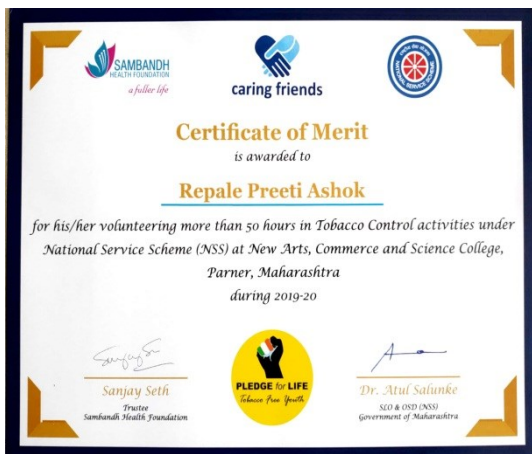 SAMBANDH
HEALTH FOUNDATION
a fuller life
caring friends
NATIONAL SERVICE SCHEME
Certificate of Merit
is awarded to
Repale Preeti Ashok
for his/her volunteering more than 50 hours in Tobacco Control activities under
National Service Scheme (NSS) at New Arts, Commerce and Science College,
Parner, Maharashtra
during 2019-20
Sanjay Seth
Trustee
Sambandh Health Foundation
PLEDGE for LIFE
Tobacco Free Youth
Dr. Atul Salunke
SLO & OSD (NSS)
Government of Maharashtra